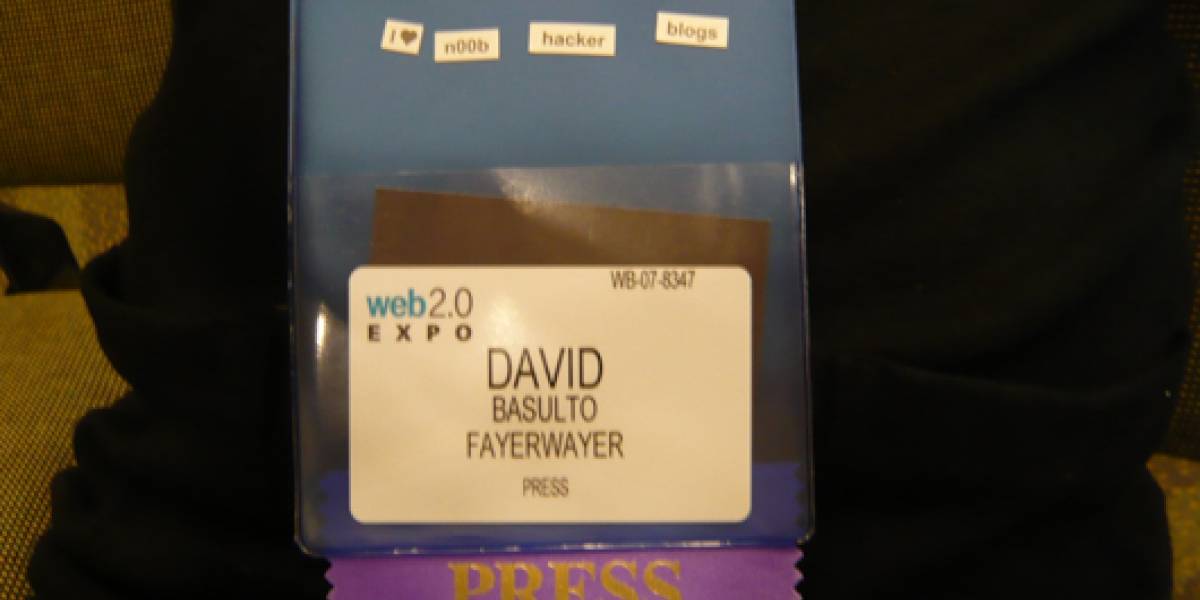 I ♥ n00b hacker blogs
WB-07-8347
web2.0
EXPO
DAVID
BASULTO
FAYERWAYER
PRESS
PRESS